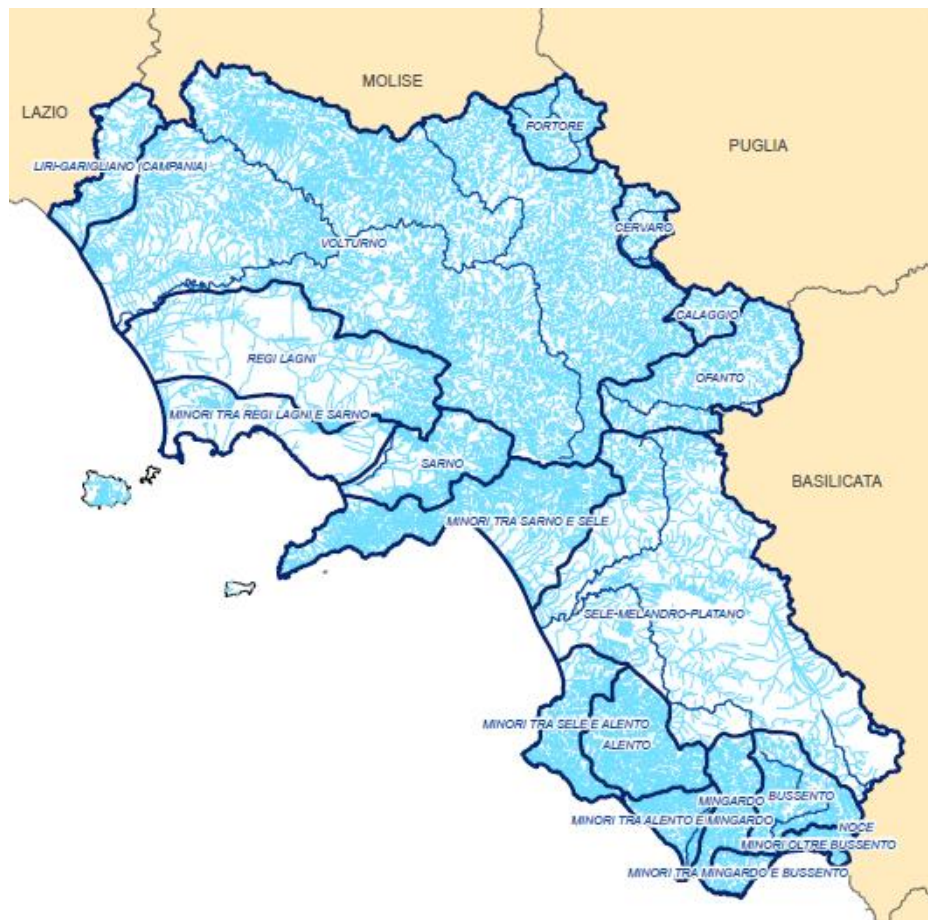 MOLISE
LAZIO
FORTORE
PUGLIA
LIRI-GARIGLIANO (CAMPANIA)
CERVARO
VOLTURNO
CALAGGIO
REGI LAGNI
OFANTO
MINORI TRA REGI LAGNI E SARNO
SARNO
BASILICATA
MINORI TRA SARNO E SELE
SELE-MELANDRO-PLATANO
MINORI TRA SELE E ALENTO
ALENTO
BUSSENTO
MINGARDO
MINORI TRA ALENTO E MINGARDO
NOCE
MINORI OLTRE BUSSENTO
MINORI TRA MINGARDO E BUSSENTO